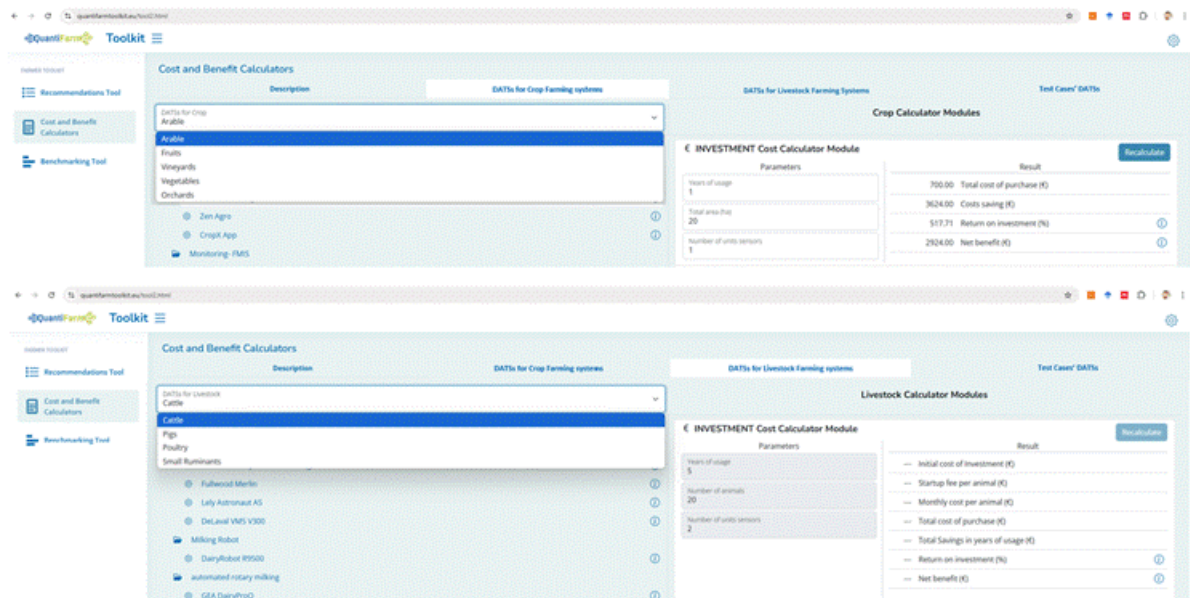 quantifarmtoolkit.eu/tool2.html
QuantiFarm Toolkit
FARMER TOOLKIT
Recommendations Tool
Cost and Benefit
Calculators
Benchmarking Tool
Cost and Benefit Calculators
Description
DATSs for Crop Farming systems
DATSs for Livestock Farming Systems
Test Cases' DATSs
DATSs for Crop
Arable
Arable
Fruits
Vineyards
Vegetables
Orchards
Zen Agro
CropX App
Monitoring- FMIS
Crop Calculator Modules
€ INVESTMENT Cost Calculator Module
Recalculate
Parameters
Years of usage
1
Total area (ha)
20
Number of units sensors
1
Result
700.00 Total cost of purchase (€)
3624.00 Costs saving (€)
517.71 Return on investment (%)
2924.00 Net benefit (€)
quantifarmtoolkit.eu/tool2.html
QuantiFarm Toolkit
FARMER TOOLKIT
Recommendations Tool
Cost and Benefit
Calculators
Benchmarking Tool
Cost and Benefit Calculators
Description
DATSs for Crop Farming systems
DATSs for Livestock Farming systems
Test Cases' DATSs
DATSs for Livestock
Cattle
Cattle
Pigs
Poultry
Small Ruminants
Fullwood Merlin
Lely Astronaut A5
DeLaval VMS V300
Milking Robot
DairyRobot R9500
automated rotary milking
GEA DairyProQ
Livestock Calculator Modules
€ INVESTMENT Cost Calculator Module
Recalculate
Parameters
Years of usage
5
Number of animals
20
Number of units sensors
2
Result
— Initial cost of Investment (€)
— Startup fee per animal (€)
— Monthly cost per animal (€)
— Total cost of purchase (€)
— Total Savings in years of usage (€)
— Return on investment (%)
— Net benefit (€)